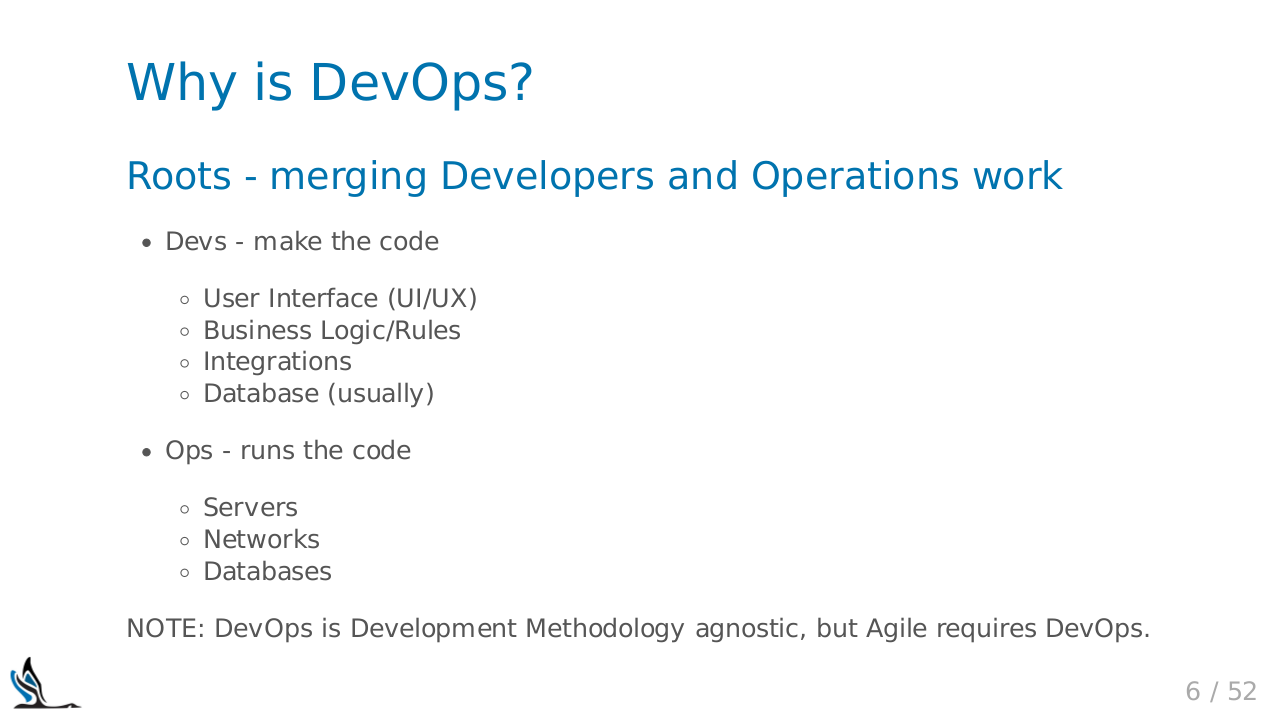 Why is DevOps?
Roots - merging Developers and Operations work
• Devs - make the code
◦ User Interface (UI/UX)
◦ Business Logic/Rules
◦ Integrations
◦ Database (usually)
• Ops - runs the code
◦ Servers
◦ Networks
◦ Databases
NOTE: DevOps is Development Methodology agnostic, but Agile requires DevOps.
6 / 52